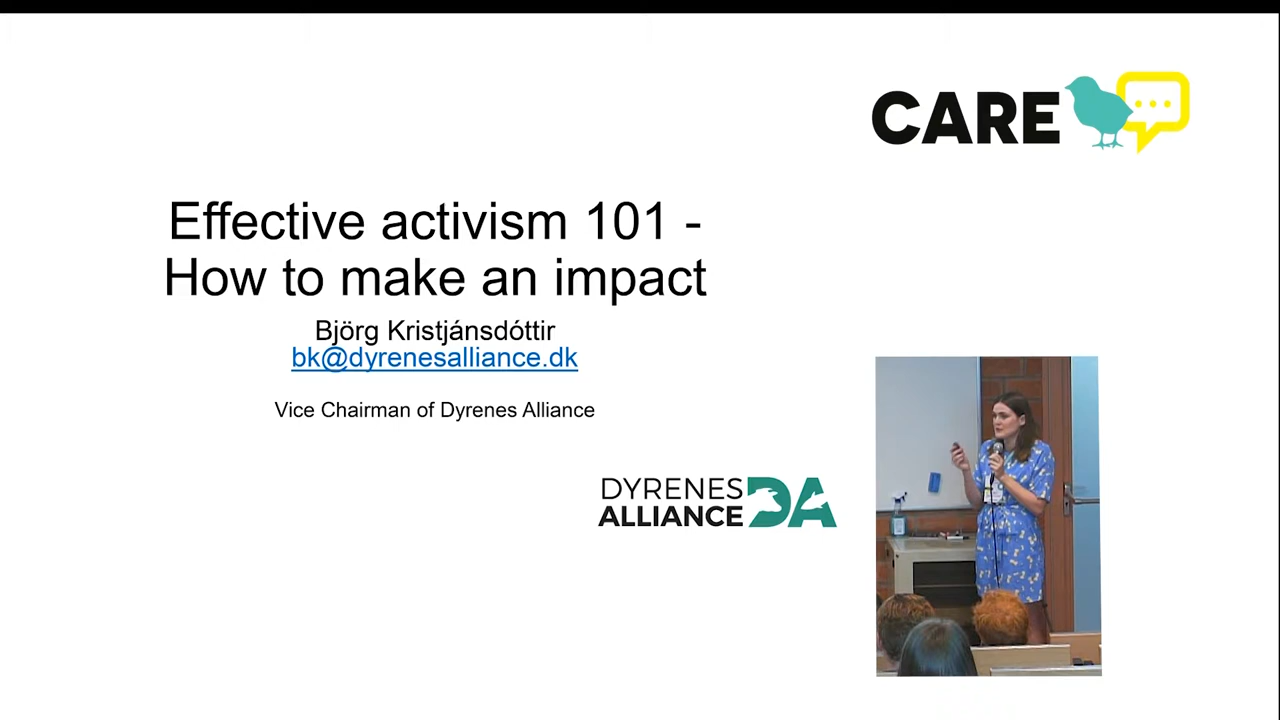 CARE
Effective activism 101 -
How to make an impact
Björg Kristjánsdóttir
bk@dyrenesalliance.dk
Vice Chairman of Dyrenes Alliance
DYRENES
ALLIANCE DA